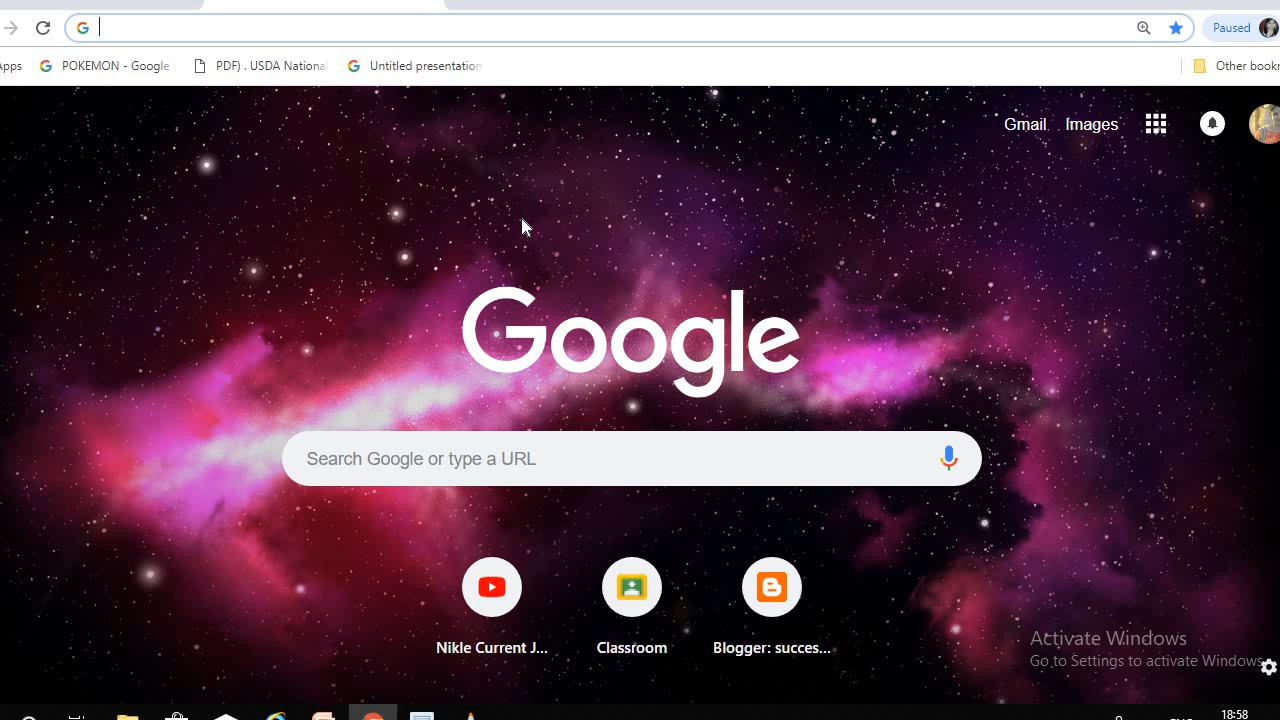 Paused
Apps
POKEMON - Google
PDF) . USDA National
Untitled presentation
Other bookm
Gmail
Images
Google
Search Google or type a URL
Nikle Current J...
Classroom
Blogger: succes...
Activate Windows
Go to Settings to activate Windows.
18:58